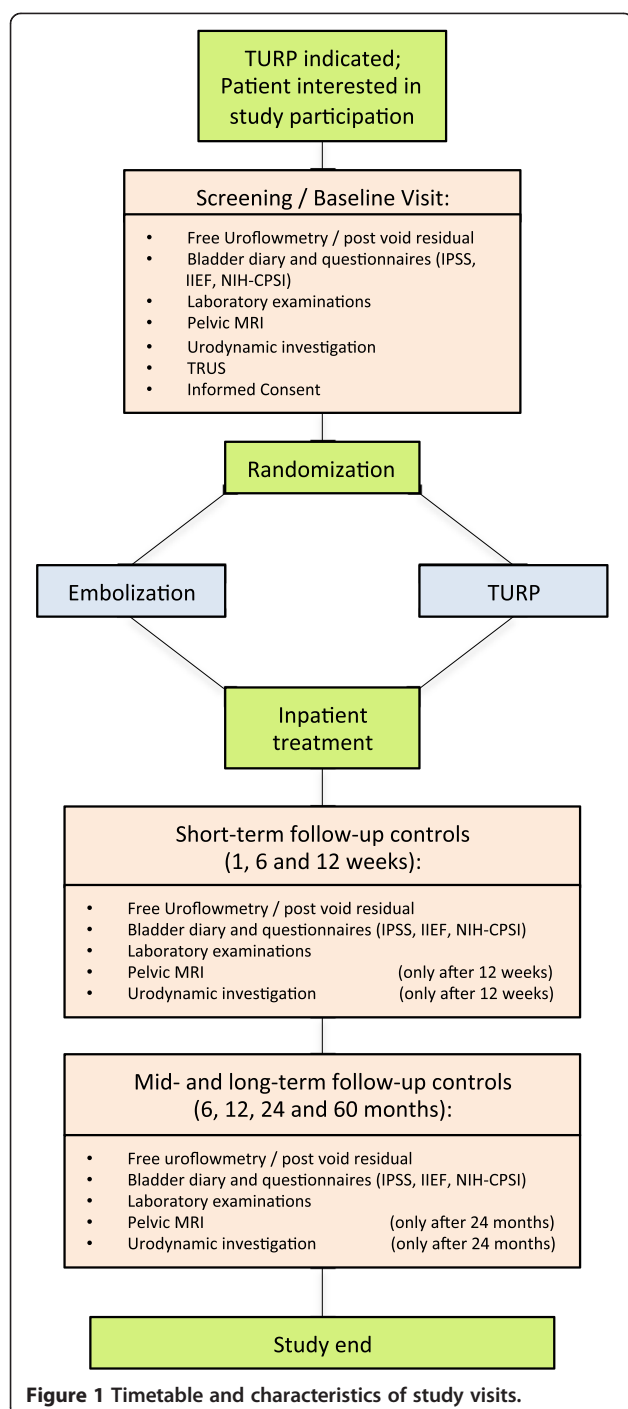 TURP indicated;
Patient interested in
study participation
Screening / Baseline Visit:
• Free Uroflowmetry / post void residual
• Bladder diary and questionnaires (IPSS,
IIEF, NIH-CPSI)
• Laboratory examinations
• Pelvic MRI
• Urodynamic investigation
• TRUS
• Informed Consent
Randomization
Embolization
TURP
Inpatient
treatment
Short-term follow-up controls
(1, 6 and 12 weeks):
• Free Uroflowmetry / post void residual
• Bladder diary and questionnaires (IPSS, IIEF, NIH-CPSI)
• Laboratory examinations
• Pelvic MRI (only after 12 weeks)
• Urodynamic investigation (only after 12 weeks)
Mid- and long-term follow-up controls
(6, 12, 24 and 60 months):
• Free uroflowmetry / post void residual
• Bladder diary and questionnaires (IPSS, IIEF, NIH-CPSI)
• Laboratory examinations
• Pelvic MRI (only after 24 months)
• Urodynamic investigation (only after 24 months)
Study end
Figure 1 Timetable and characteristics of study visits.